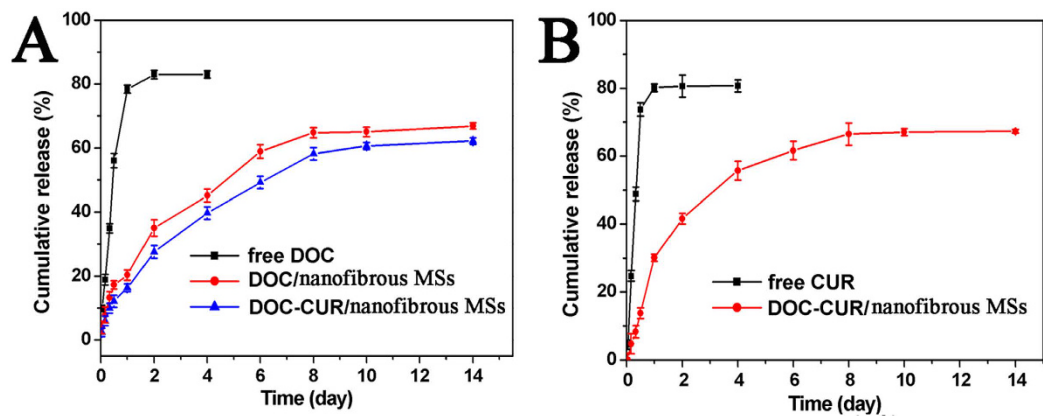 A
Cumulative release (%)
100
80
60
40
20
0
free DOC
DOC/nanofibrous MSs
DOC-CUR/nanofibrous MSs
0 2 4 6 8 10 12 14
Time (day)
B
Cumulative release (%)
100
80
60
40
20
0
free CUR
DOC-CUR/nanofibrous MSs
0 2 4 6 8 10 12 14
Time (day)